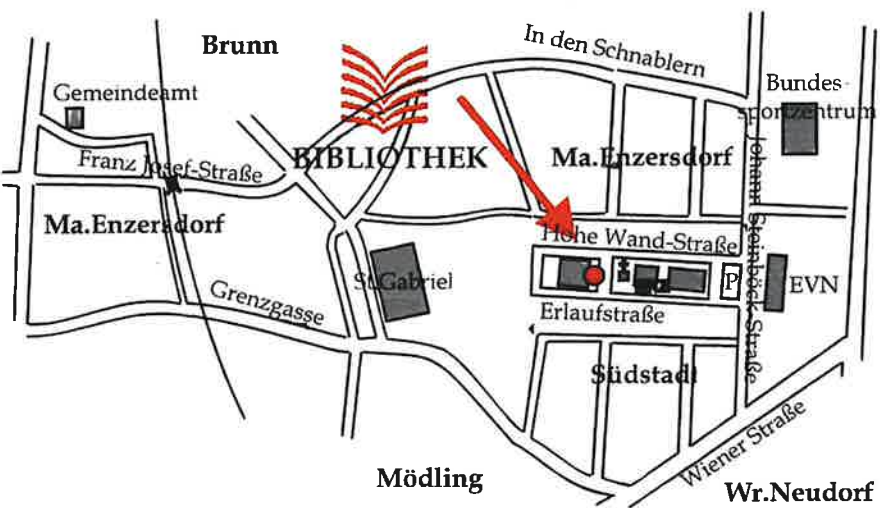 Brunn
In den Schnablern
Gemeindeamt
Bundes-
sportzentrum
Franz Josef-Straße
BIBLIOTHEK
Ma.Enzersdorf
Ma.Enzersdorf
Hohe Wand-Straße
Johann Steinböck-Straße
St.Gabriel
P
EVN
Grenzgasse
Erlaufstraße
Südstadt
Wiener Straße
Mödling
Wr.Neudorf